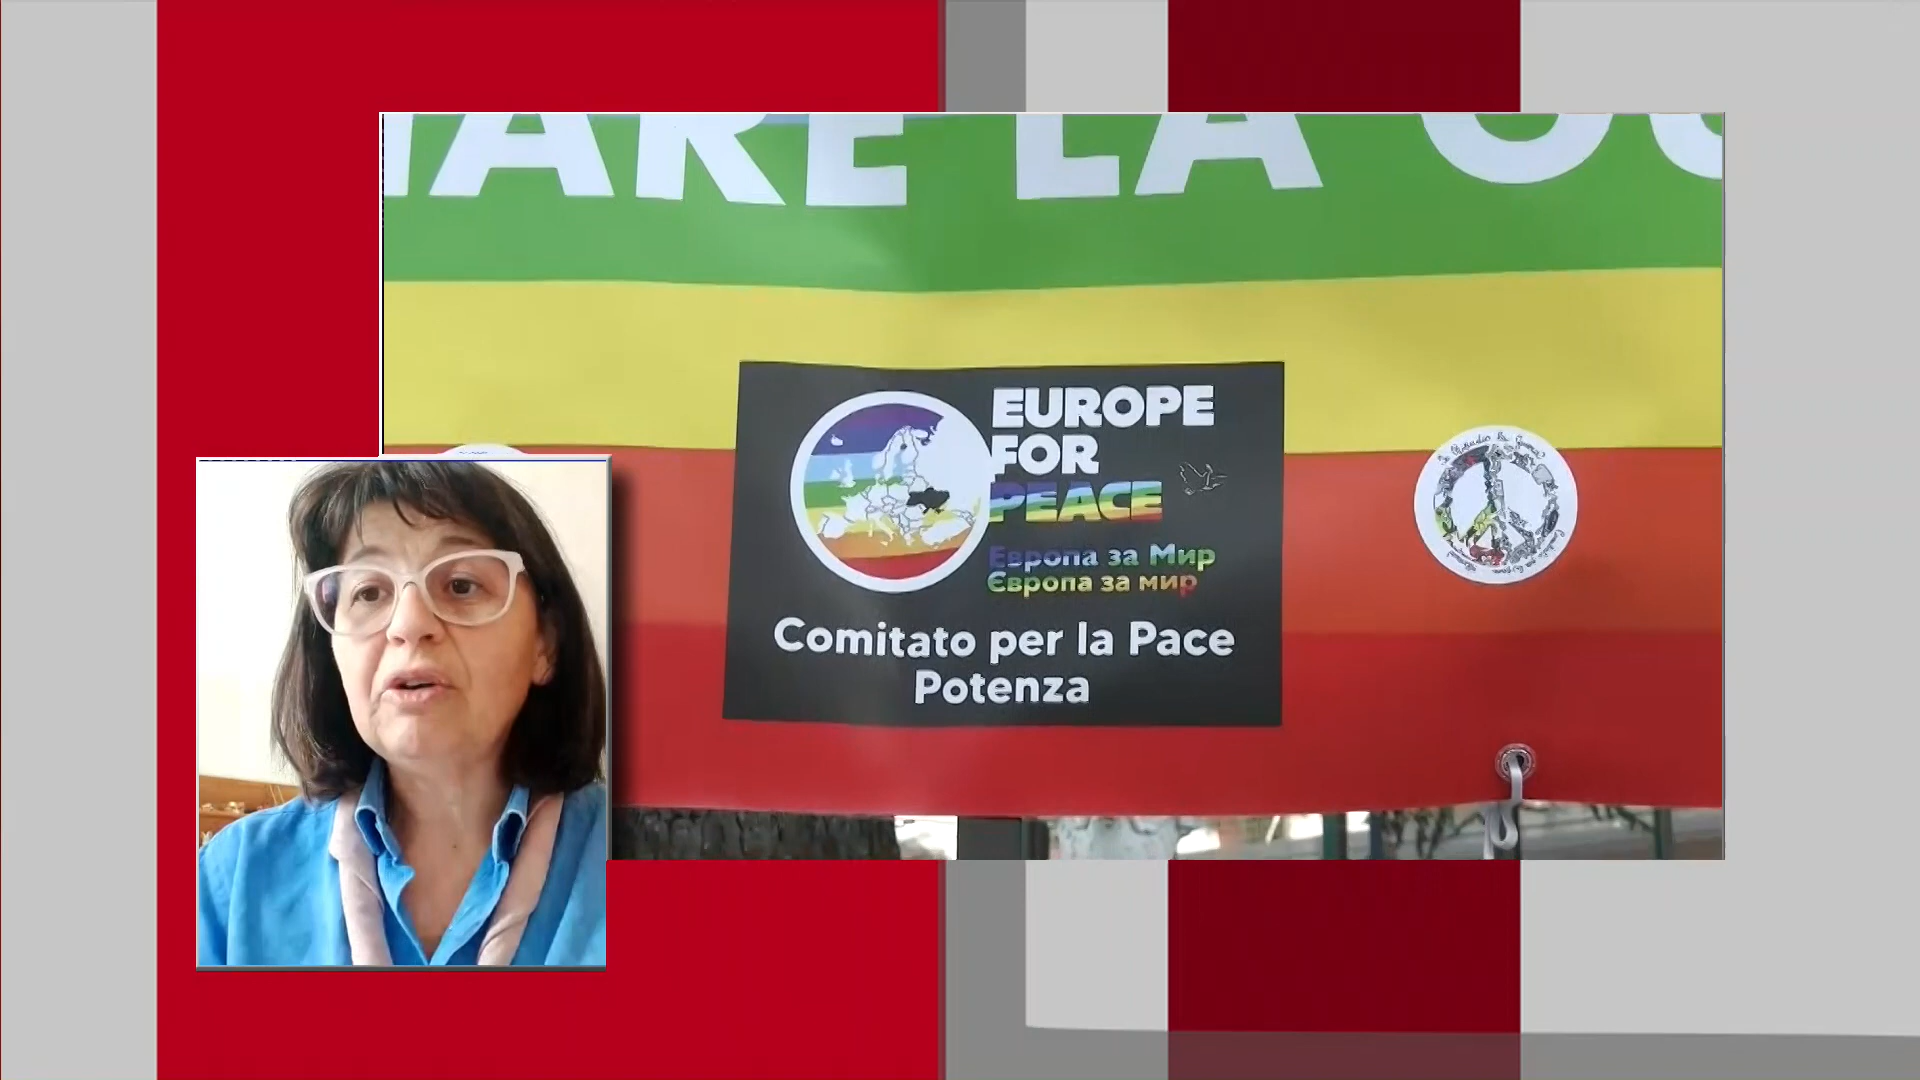 ARE LA
EUROPE
FOR
PEACE
Европа за Мир
Європа за мир
Comitato per la Pace
Potenza